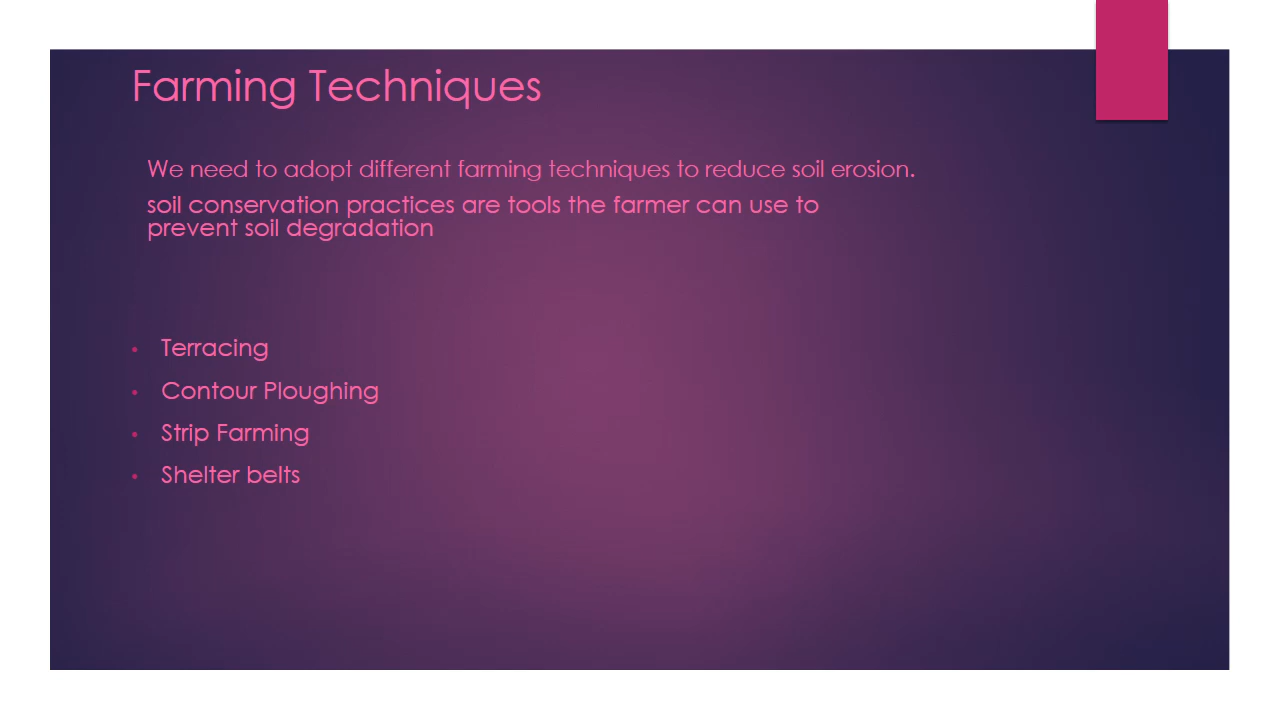 Farming Techniques
We need to adopt different farming techniques to reduce soil erosion.
soil conservation practices are tools the farmer can use to
prevent soil degradation
• Terracing
• Contour Ploughing
• Strip Farming
• Shelter belts